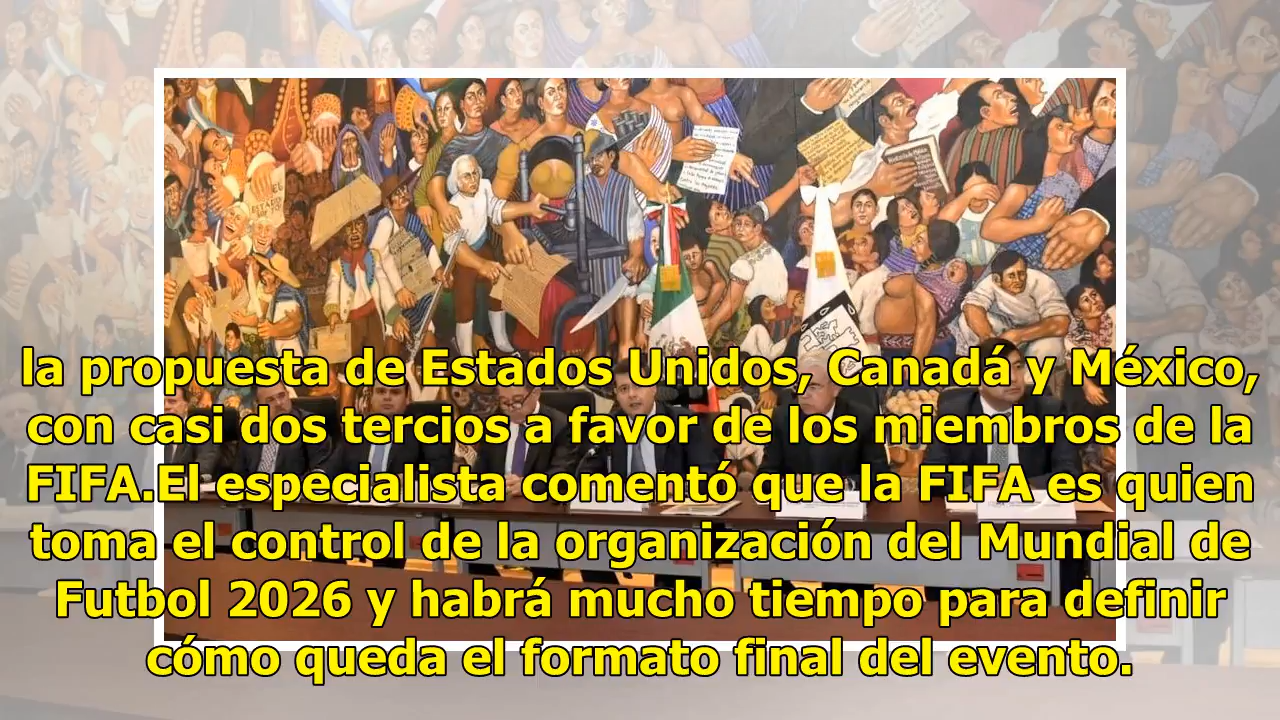 la propuesta de Estados Unidos, Canadá y México,
con casi dos tercios a favor de los miembros de la
FIFA.El especialista comentó que la FIFA es quien
toma el control de la organización del Mundial de
Futbol 2026 y habrá mucho tiempo para definir
cómo queda el formato final del evento.